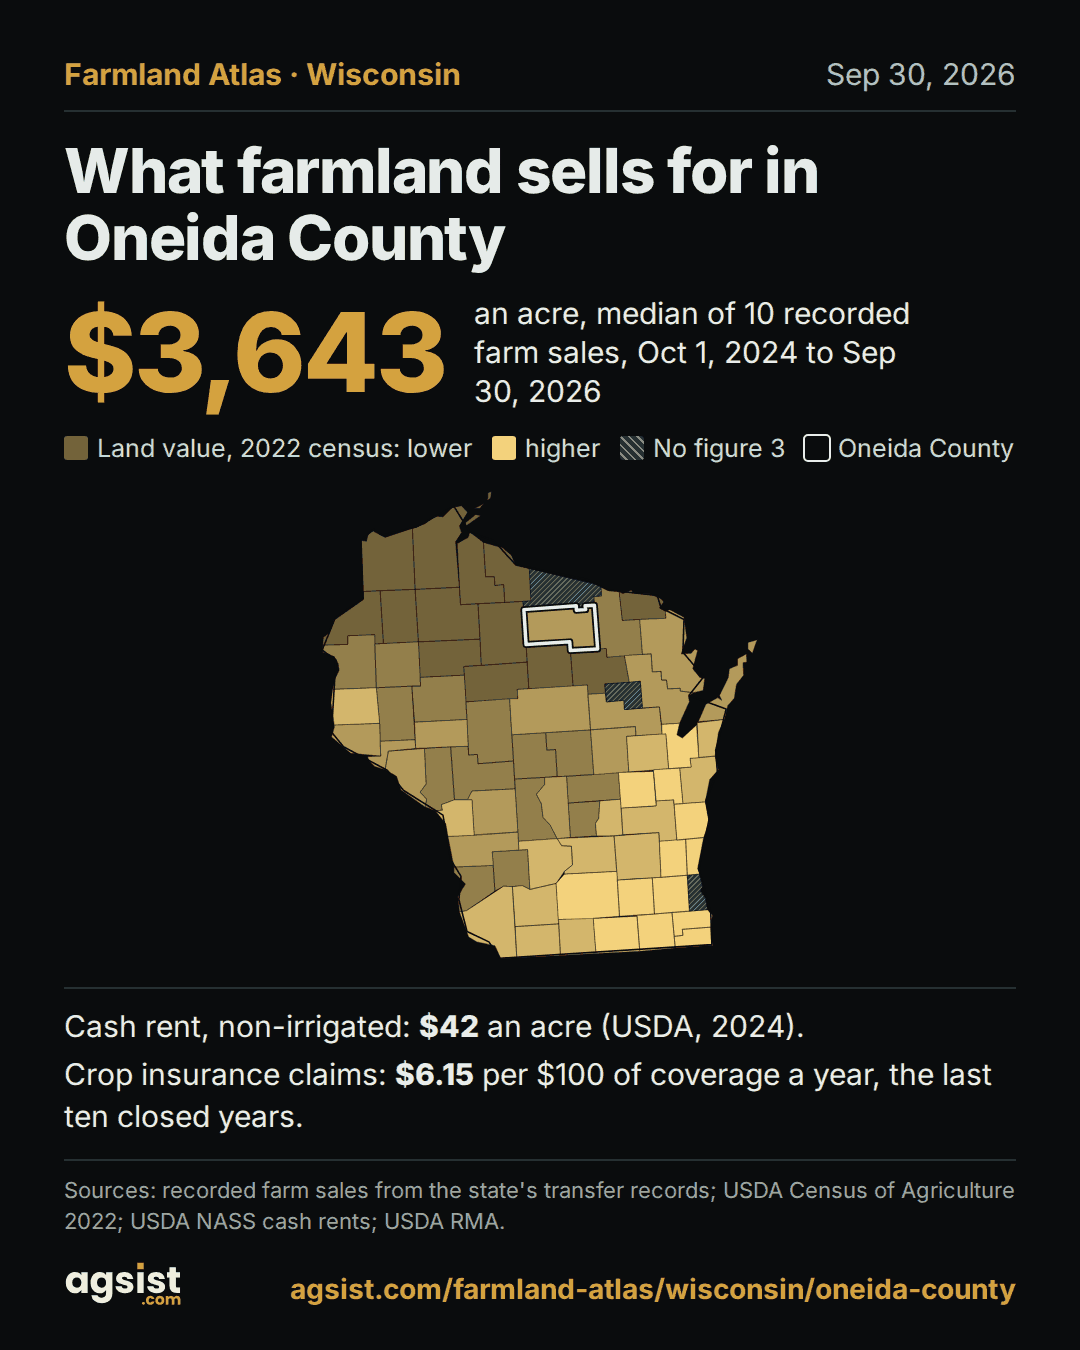 Farmland Atlas · Wisconsin
Sep 30, 2026
What farmland sells for in
Oneida County
$3,643
an acre, median of 10 recorded
farm sales, Oct 1, 2024 to Sep
30, 2026
Land value, 2022 census: lower
higher
No figure 3
Oneida County
Cash rent, non-irrigated: $42 an acre (USDA, 2024).
Crop insurance claims: $6.15 per $100 of coverage a year, the last
ten closed years.
Sources: recorded farm sales from the state's transfer records; USDA Census of Agriculture
2022; USDA NASS cash rents; USDA RMA.
agsist
.com
agsist.com/farmland-atlas/wisconsin/oneida-county